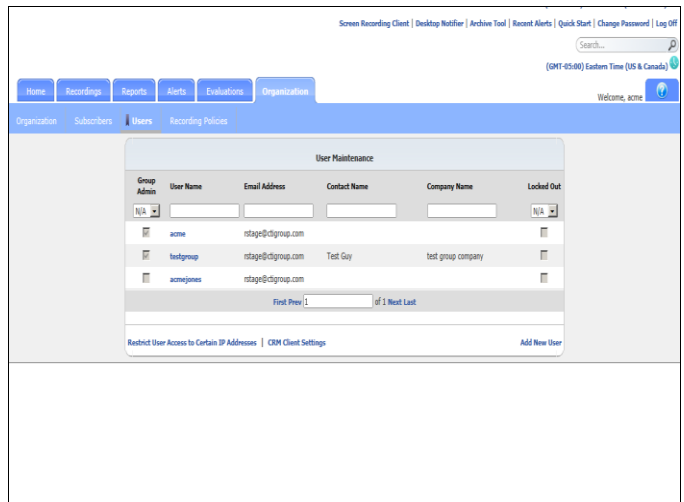 Screen Recording Client | Desktop Notifier | Archive Tool | Recent Alerts | Quick Start | Change Password | Log Off
Search...
(GMT-05:00) Eastern Time (US & Canada)
Home Recordings Reports Alerts Evaluations Organization
Welcome, acme
Organization Subscribers Users Recording Policies
User Maintenance
Group Admin User Name Email Address Contact Name Company Name Locked Out
N/A N/A
acme rstage@ctigroup.com
testgroup rstage@ctigroup.com Test Guy test group company
acmejones rstage@ctigroup.com
First Prev 1 of 1 Next Last
Restrict User Access to Certain IP Addresses | CRM Client Settings Add New User